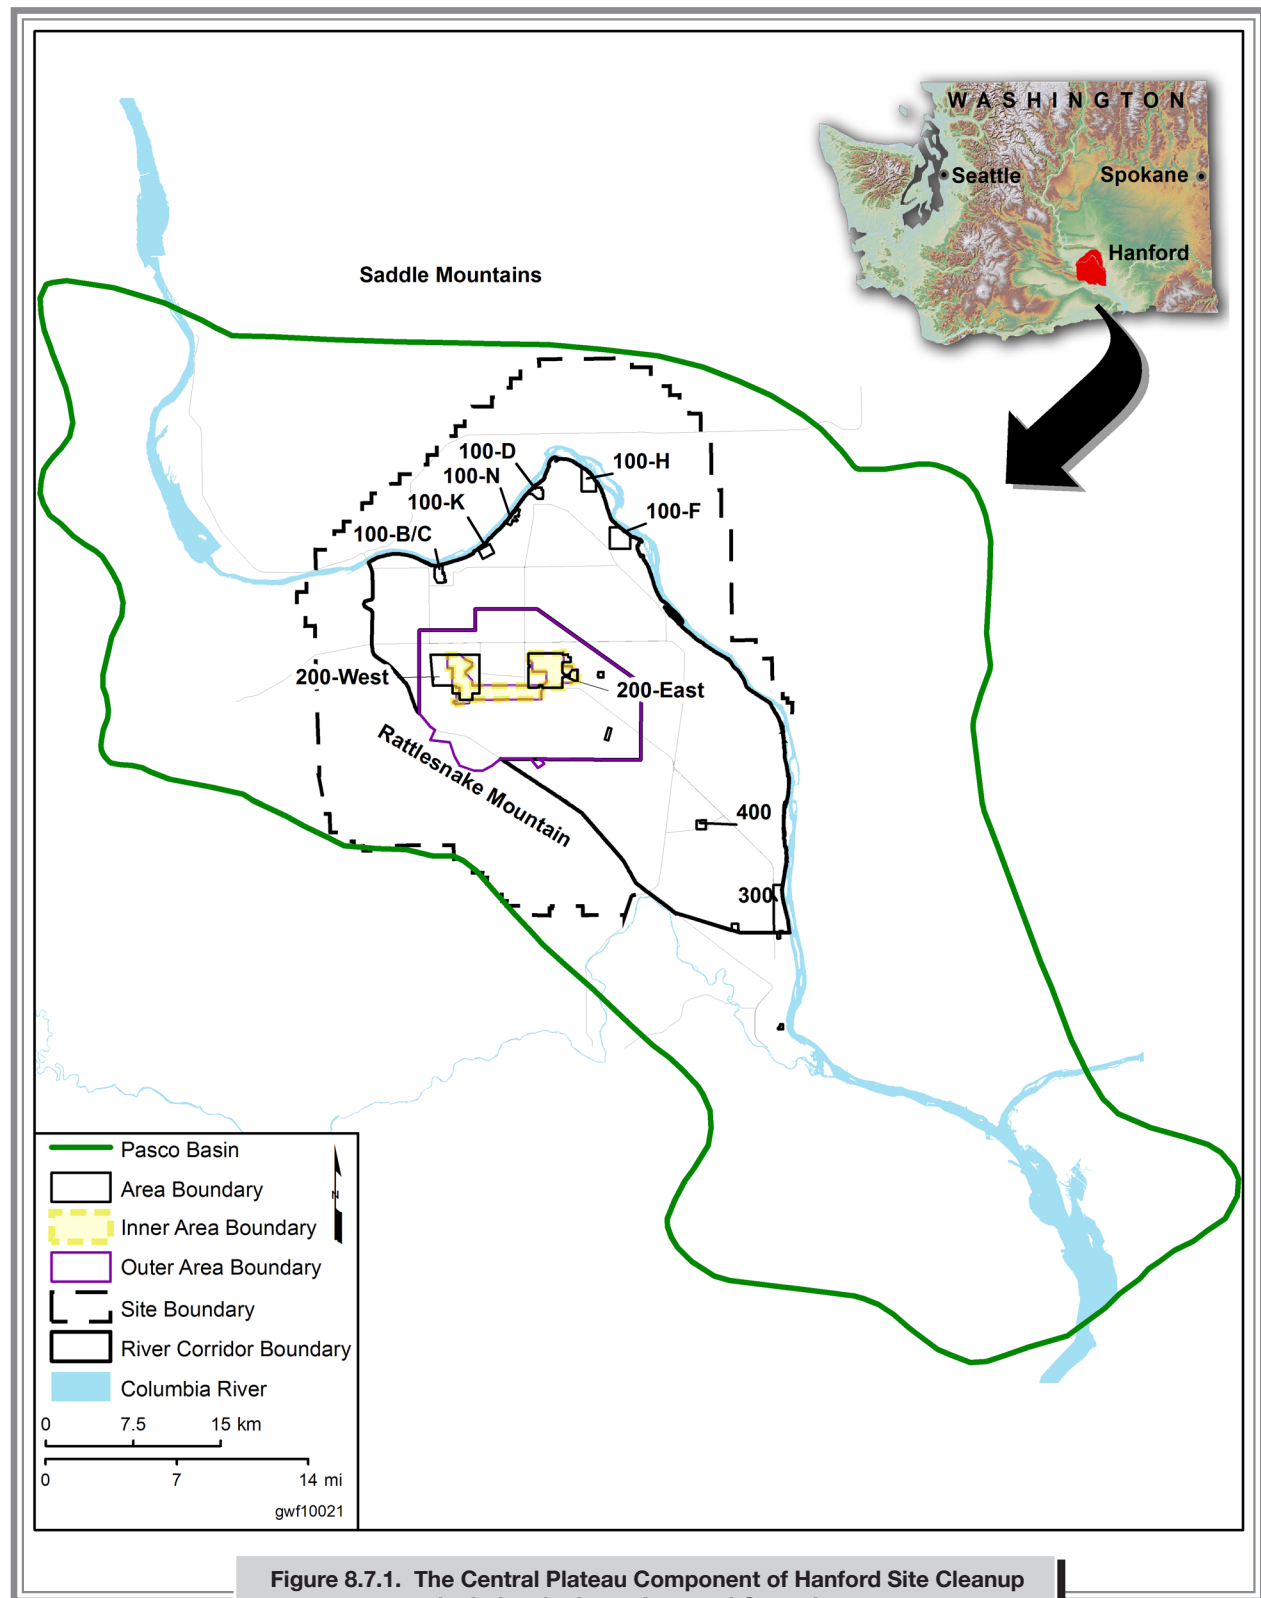 WASHINGTON
Seattle
Spokane
Hanford
Saddle Mountains
100-D
100-H
100-N
100-K
100-F
100-B/C
200-West
200-East
Rattlesnake Mountain
400
300
Pasco Basin
Area Boundary
Inner Area Boundary
Outer Area Boundary
Site Boundary
River Corridor Boundary
Columbia River
N
0 7.5 15 km
0 7 14 mi
gwf10021
Figure 8.7.1. The Central Plateau Component of Hanford Site Cleanup